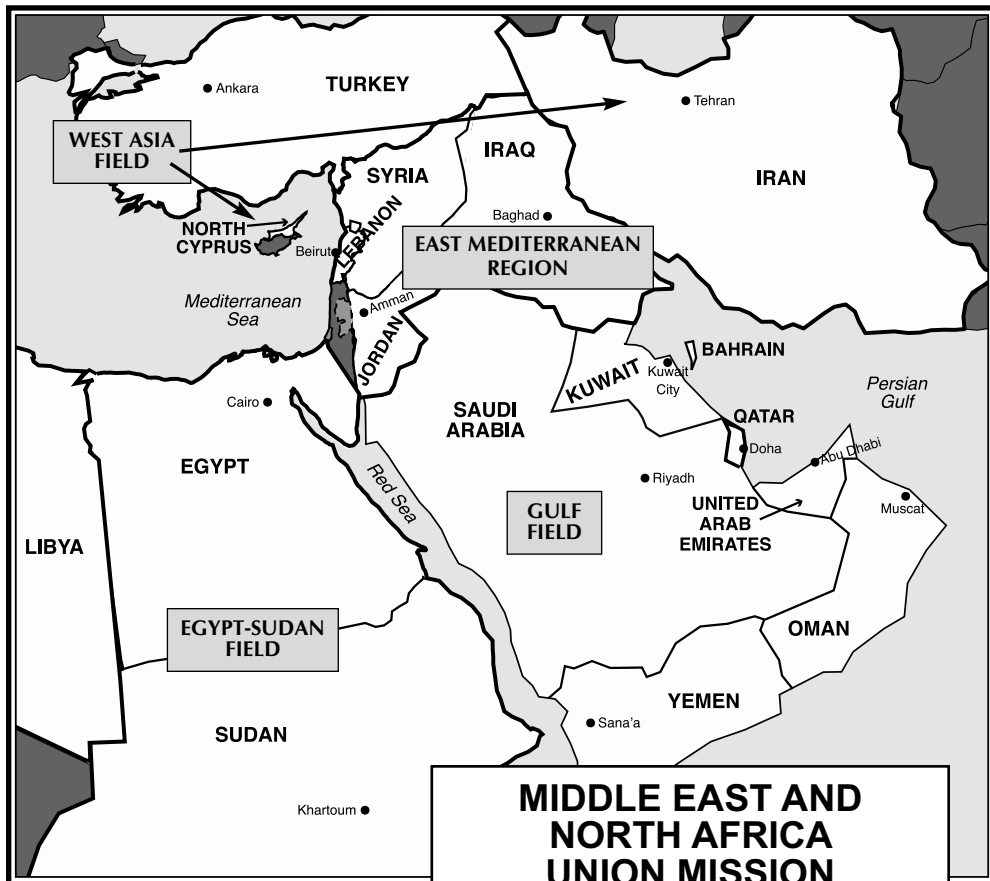 Ankara
TURKEY
Tehran
WEST ASIA
FIELD
IRAQ
SYRIA
IRAN
NORTH
CYPRUS
LEBANON
Baghdad
Beirut
EAST MEDITERRANEAN
REGION
Mediterranean
Sea
Amman
JORDAN
BAHRAIN
KUWAIT
Kuwait
City
Persian
Gulf
Cairo
SAUDI
ARABIA
QATAR
Doha
Abu Dhabi
EGYPT
Red Sea
Riyadh
UNITED
ARAB
EMIRATES
Muscat
GULF
FIELD
LIBYA
EGYPT-SUDAN
FIELD
OMAN
YEMEN
Sana'a
SUDAN
Khartoum
MIDDLE EAST AND
NORTH AFRICA
UNION MISSION